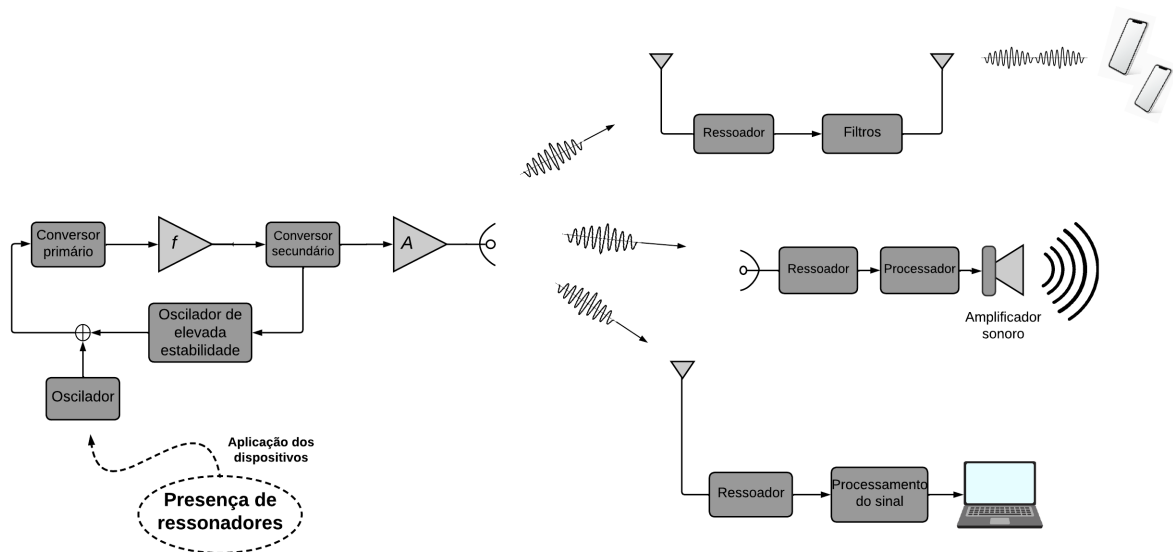 Ressoador
Filtros
Conversor
primário
f
Conversor
secundário
A
Ressoador
Processador
Amplificador
sonoro
Oscilador de
elevada
estabilidade
Oscilador
Aplicação dos
dispositivos
Presença de
ressonadores
Ressoador
Processamento
do sinal